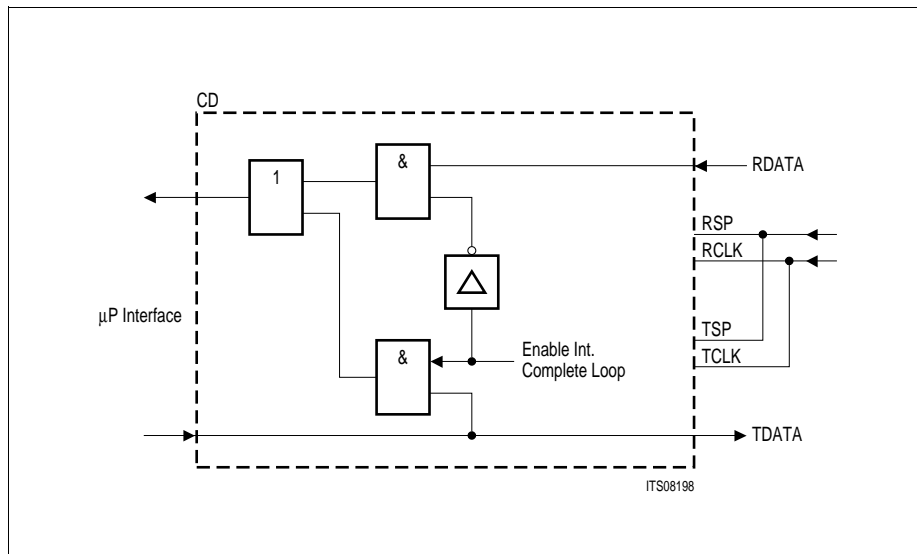 CD
&
1
RDATA
RSP
RCLK
µP Interface
TSP
TCLK
&
Enable Int.
Complete Loop
TDATA
ITS08198